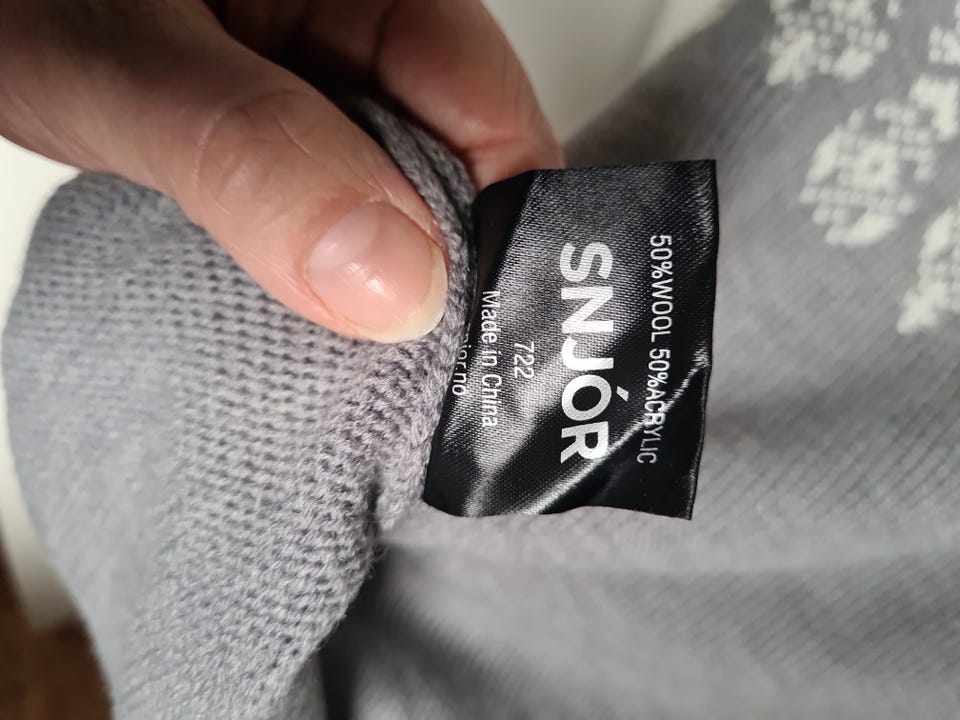 50%WOOL 50%ACRYLIC
SNJÓR
722
Made in China